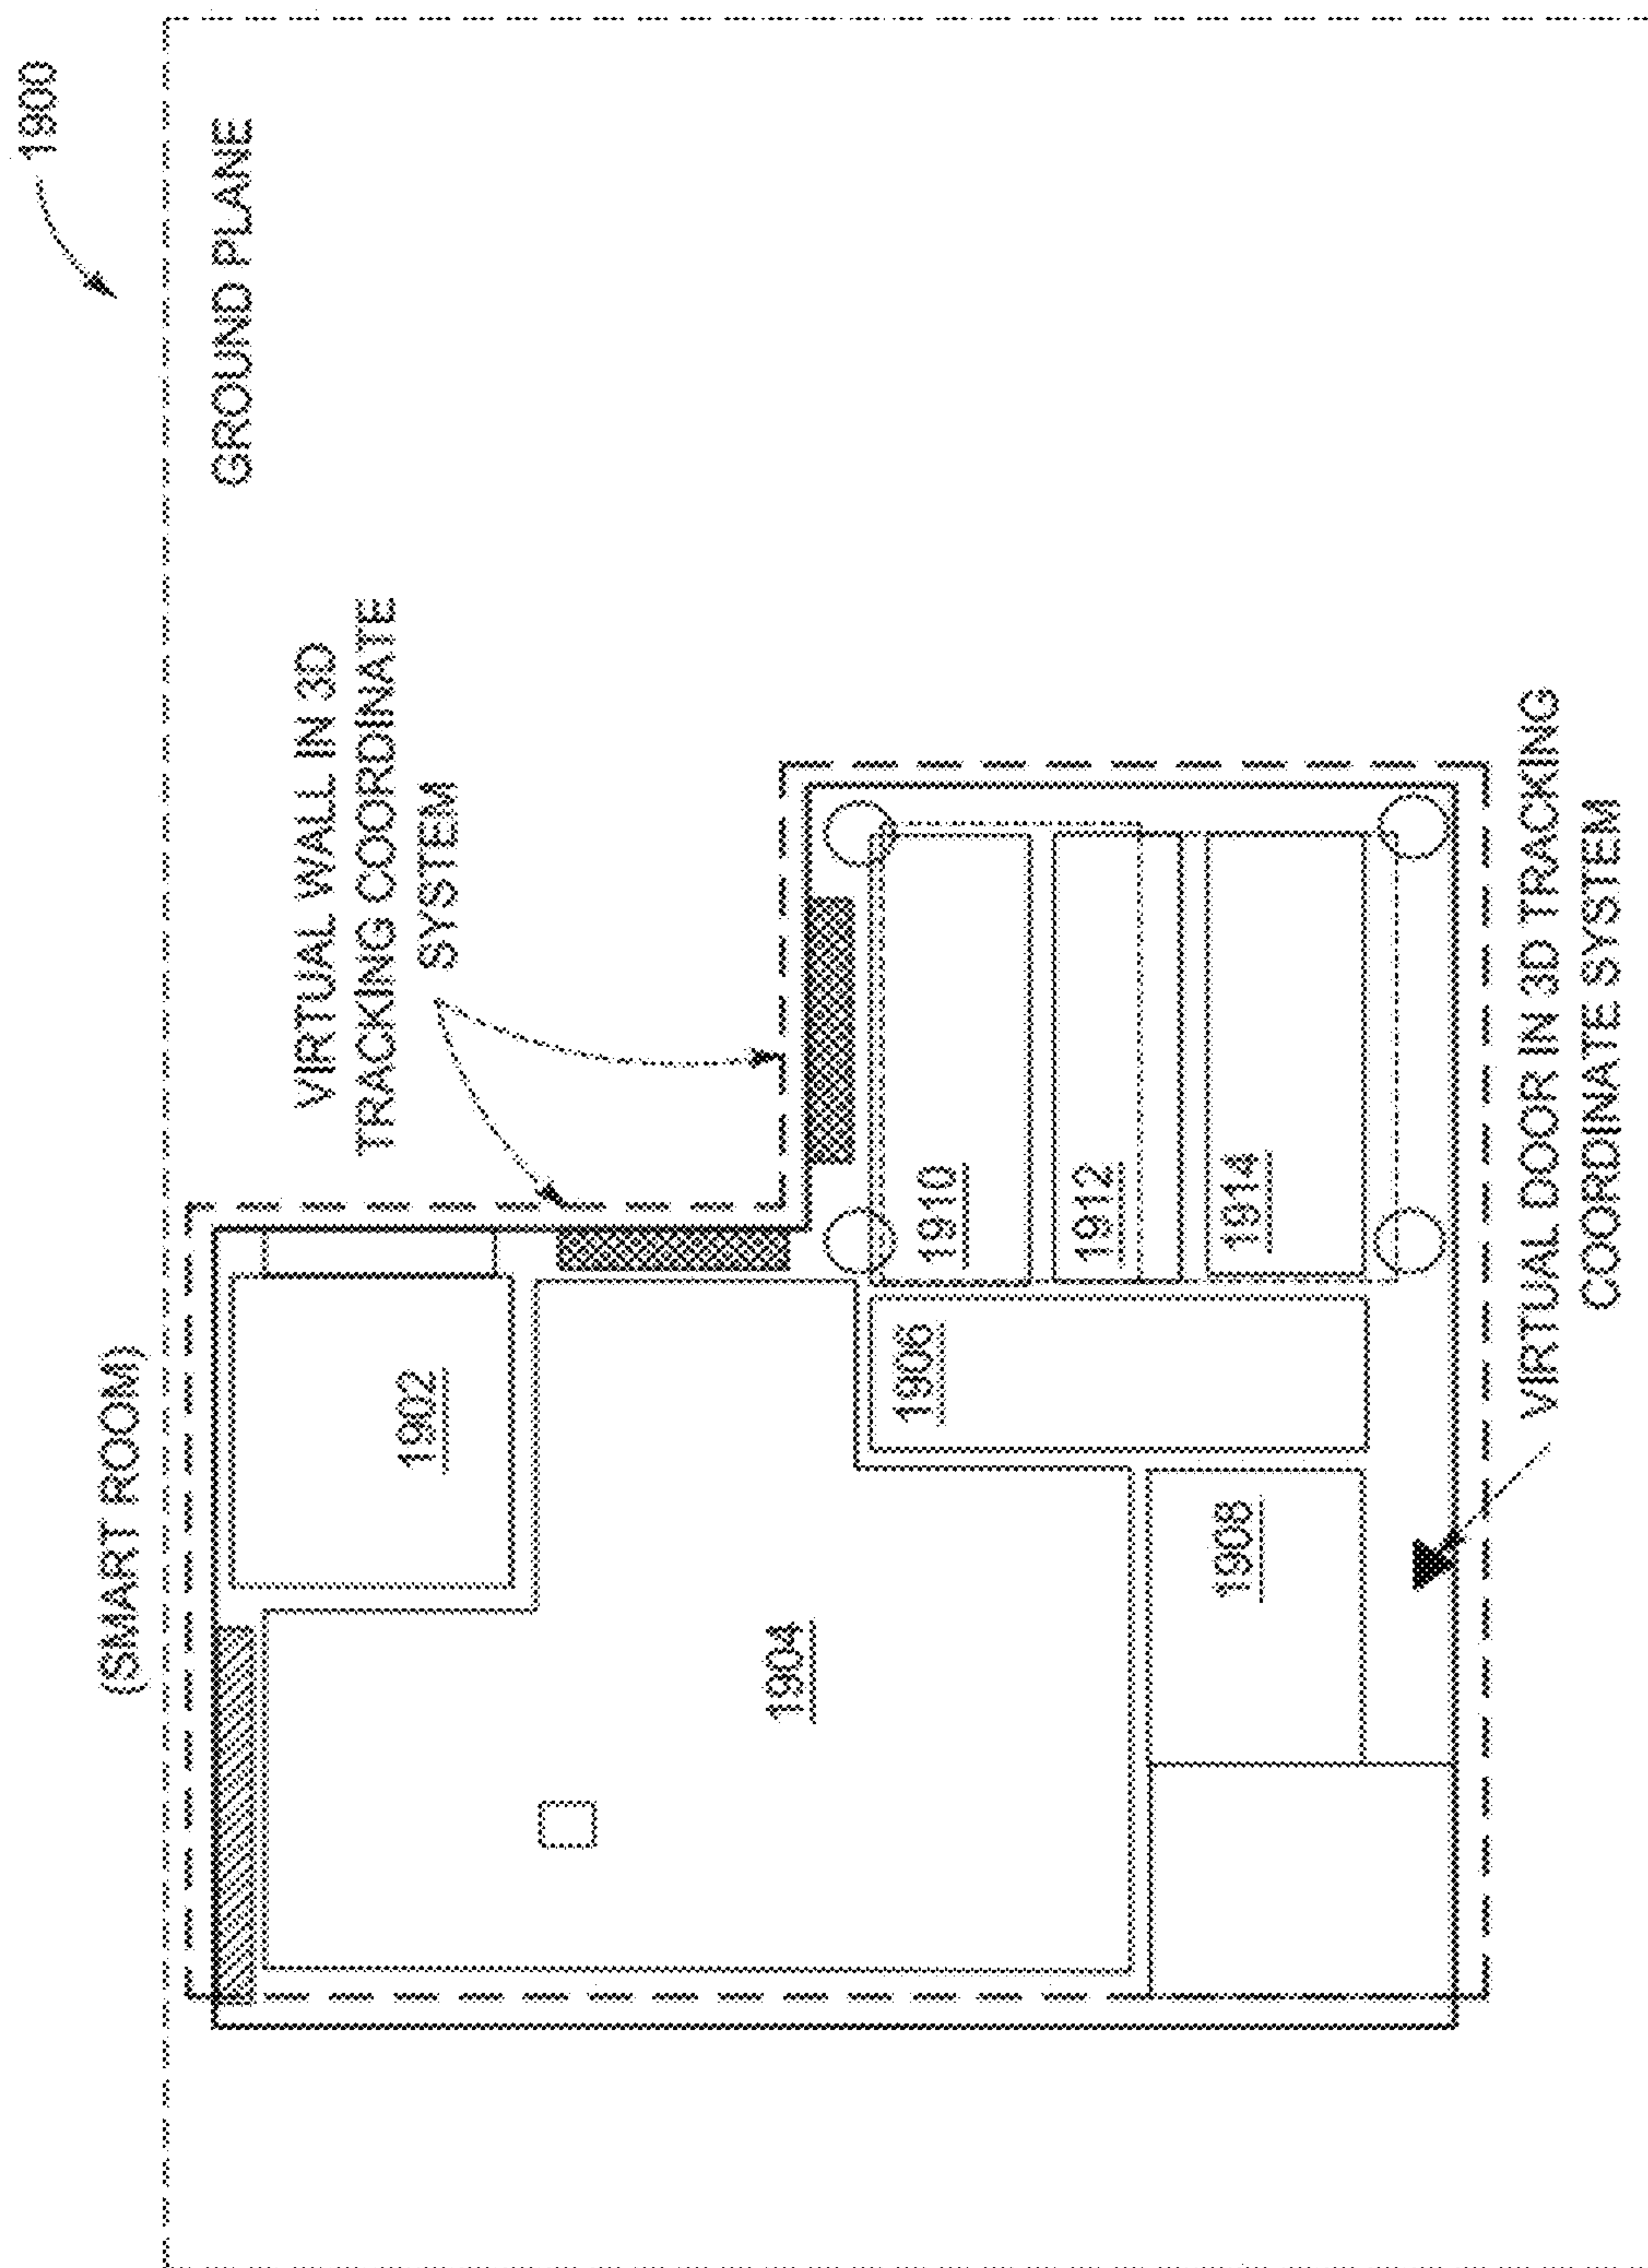 1900
(SMART ROOM)
GROUND PLANE
VIRTUAL WALL IN 3D
TRACKING COORDINATE
SYSTEM
1902
1904
1906
1908
1910
1912
1914
VIRTUAL DOOR IN 3D TRACKING
COORDINATE SYSTEM